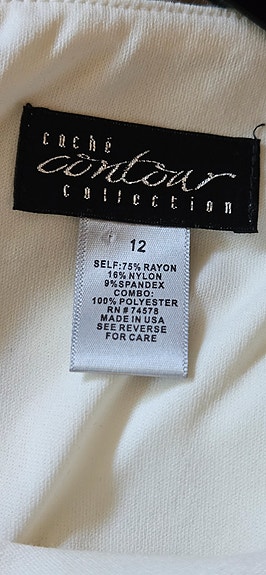 caché
contour
collection
12
SELF:75% RAYON
16% NYLON
9%SPANDEX
COMBO:
100% POLYESTER
RN # 74578
MADE IN USA
SEE REVERSE
FOR CARE